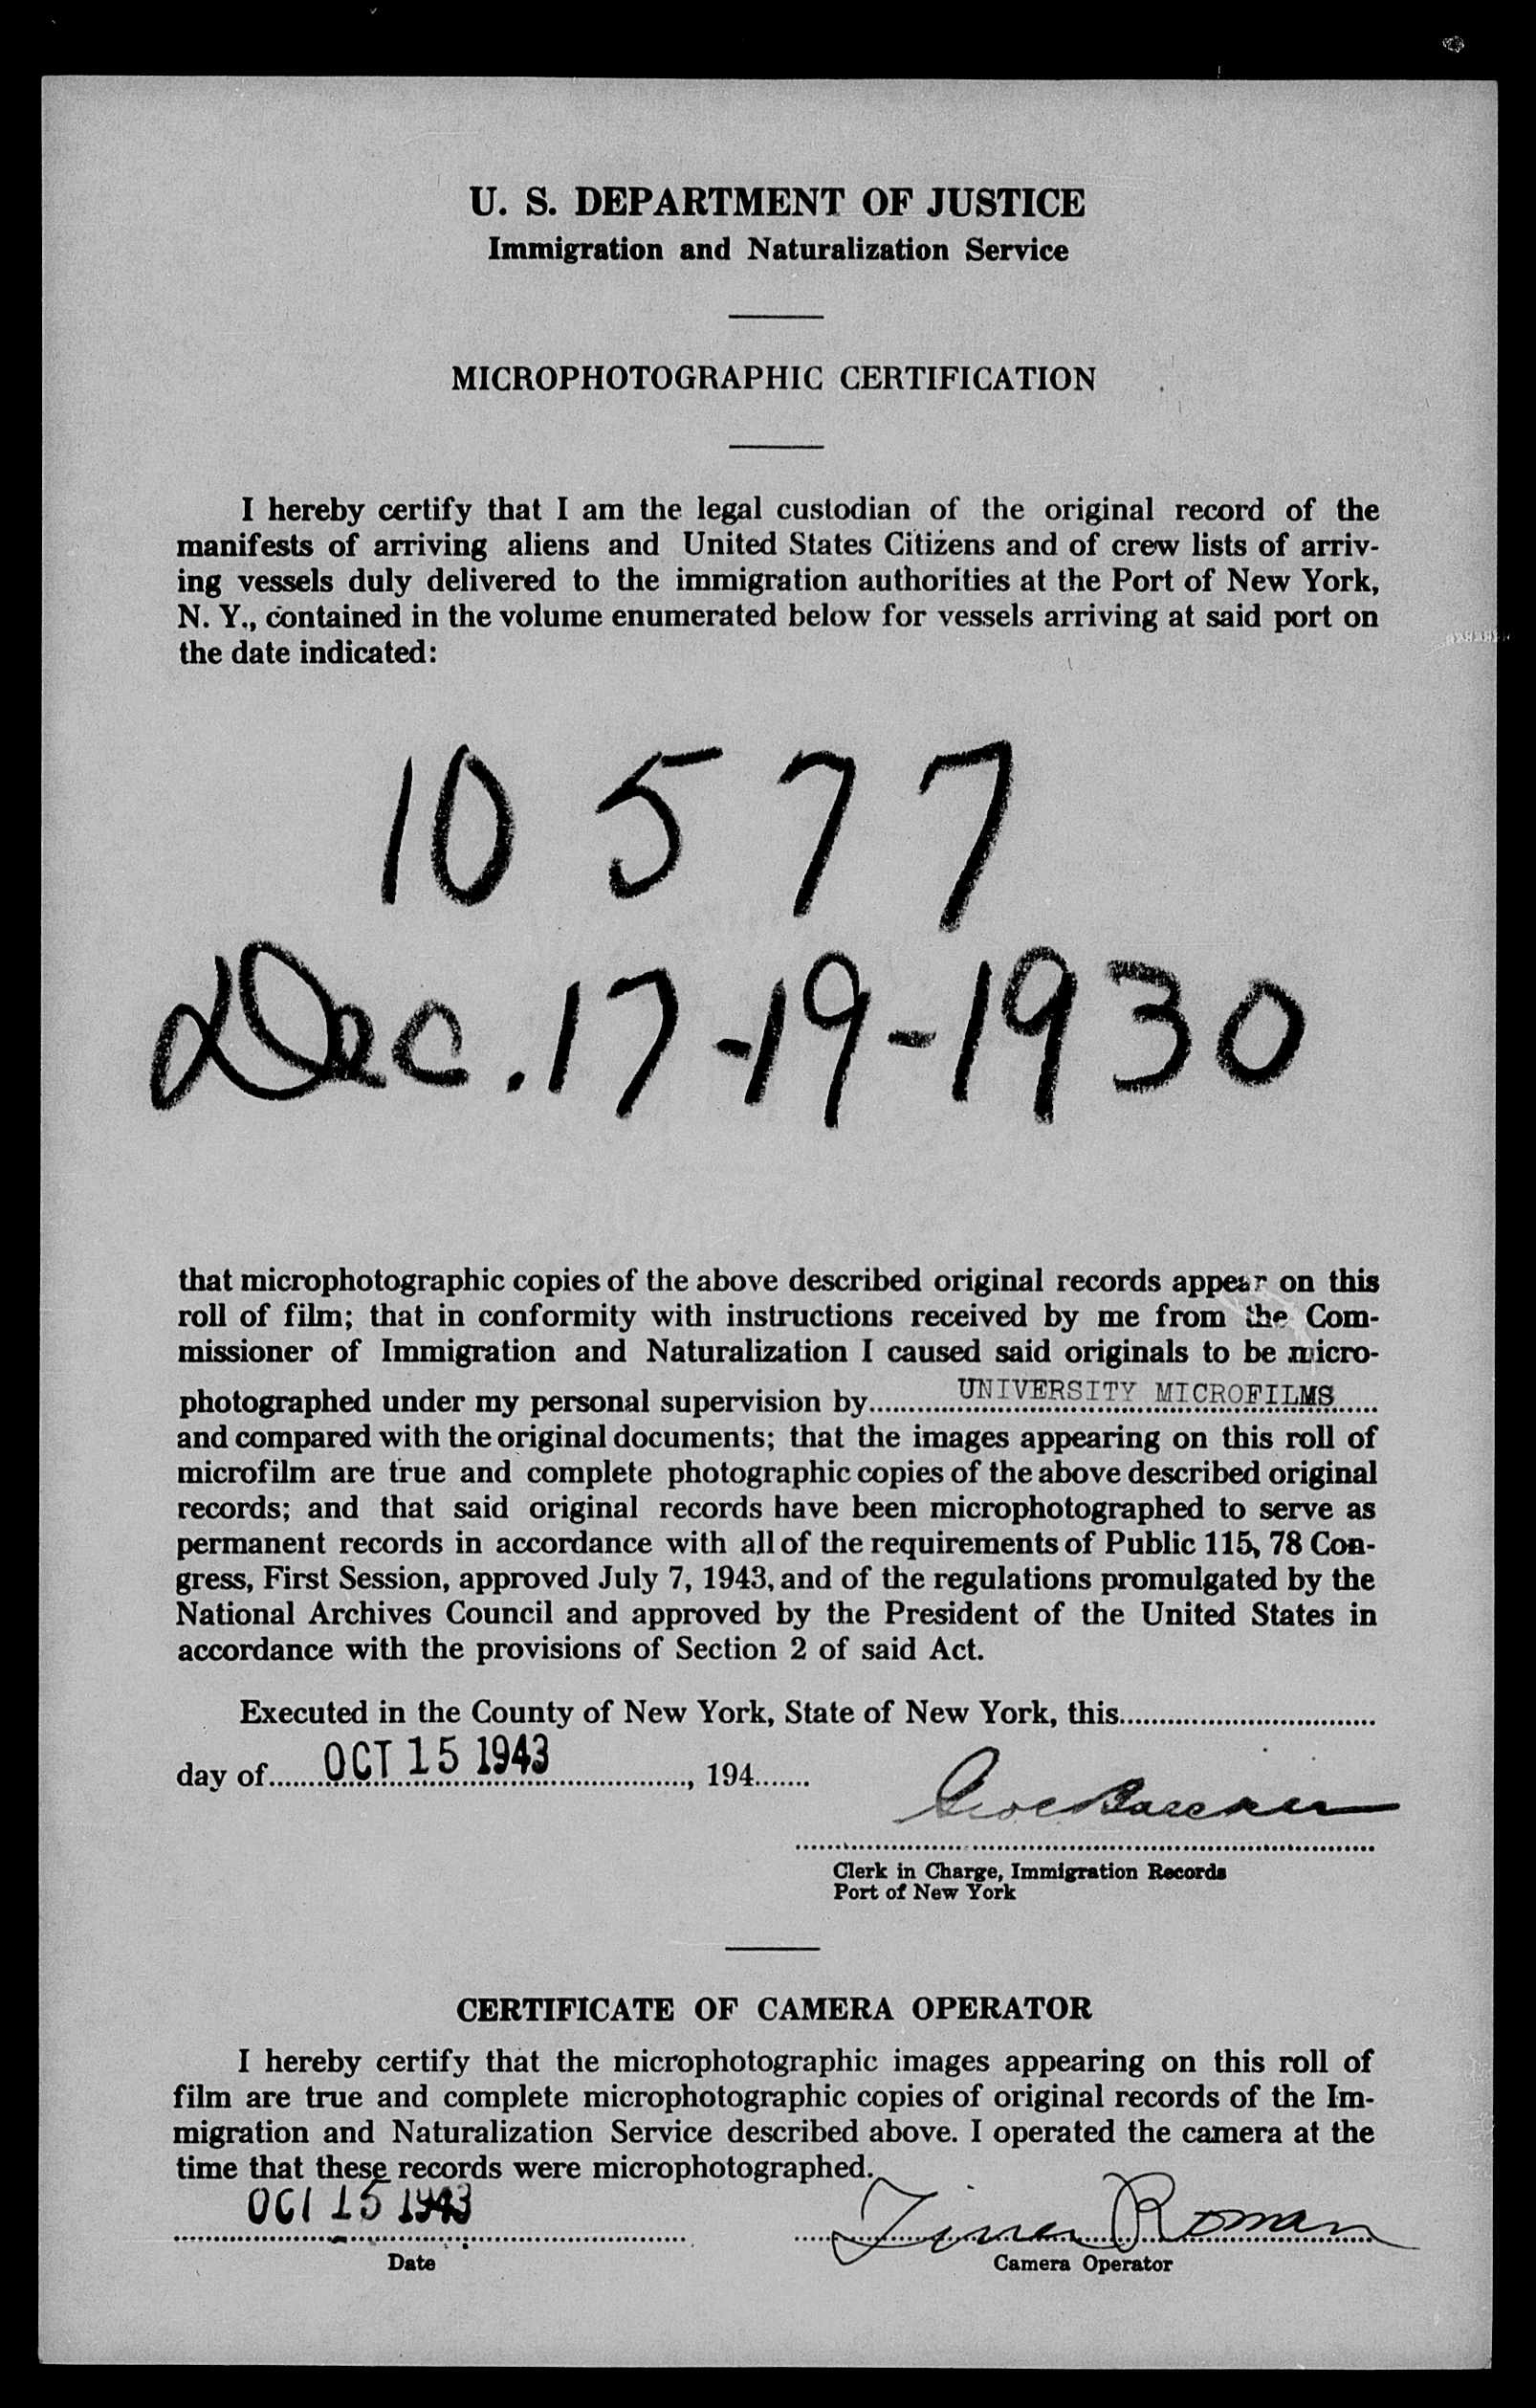 U. S. DEPARTMENT OF JUSTICE
Immigration and Naturalization Service
MICROPHOTOGRAPHIC CERTIFICATION
I hereby certify that I am the legal custodian of the original record of the
manifests of arriving aliens and United States Citizens and of crew lists of arriv-
ing vessels duly delivered to the immigration authorities at the Port of New York,
N. Y., contained in the volume enumerated below for vessels arriving at said port on
the date indicated:
10577
Dec. 17-19-1930
that microphotographic copies of the above described original records appear on this
roll of film; that in conformity with instructions received by me from the Com-
missioner of Immigration and Naturalization I caused said originals to be micro-
photographed under my personal supervision by UNIVERSITY MICROFILMS
and compared with the original documents; that the images appearing on this roll of
microfilm are true and complete photographic copies of the above described original
records; and that said original records have been microphotographed to serve as
permanent records in accordance with all of the requirements of Public 115, 78 Con-
gress, First Session, approved July 7, 1943, and of the regulations promulgated by the
National Archives Council and approved by the President of the United States in
accordance with the provisions of Section 2 of said Act.
Executed in the County of New York, State of New York, this
day of OCT 15 1943, 194
Clerk in Charge, Immigration Records
Port of New York
CERTIFICATE OF CAMERA OPERATOR
I hereby certify that the microphotographic images appearing on this roll of
film are true and complete microphotographic copies of original records of the Im-
migration and Naturalization Service described above. I operated the camera at the
time that these records were microphotographed.
OCT 15 1943 Roman
Date
Camera Operator